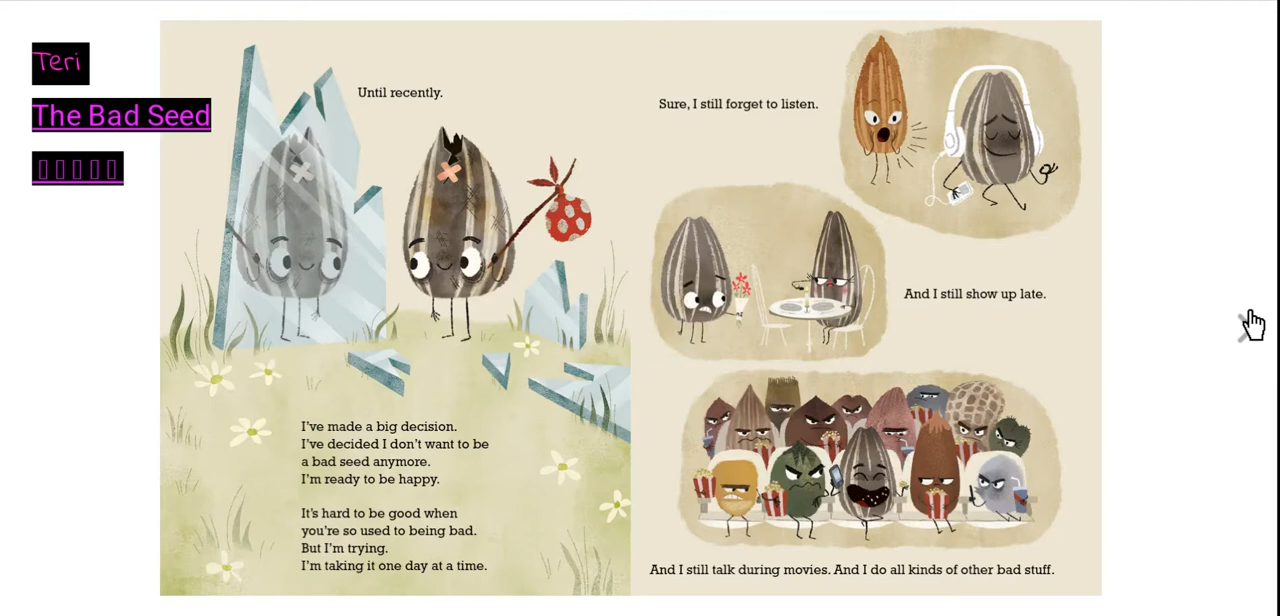 Teri
The Bad Seed
Until recently.
I've made a big decision.
I've decided I don't want to be
a bad seed anymore.
I'm ready to be happy.
It's hard to be good when
you're so used to being bad.
But I'm trying.
I'm taking it one day at a time.
Sure, I still forget to listen.
And I still show up late.
And I still talk during movies. And I do all kinds of other bad stuff.